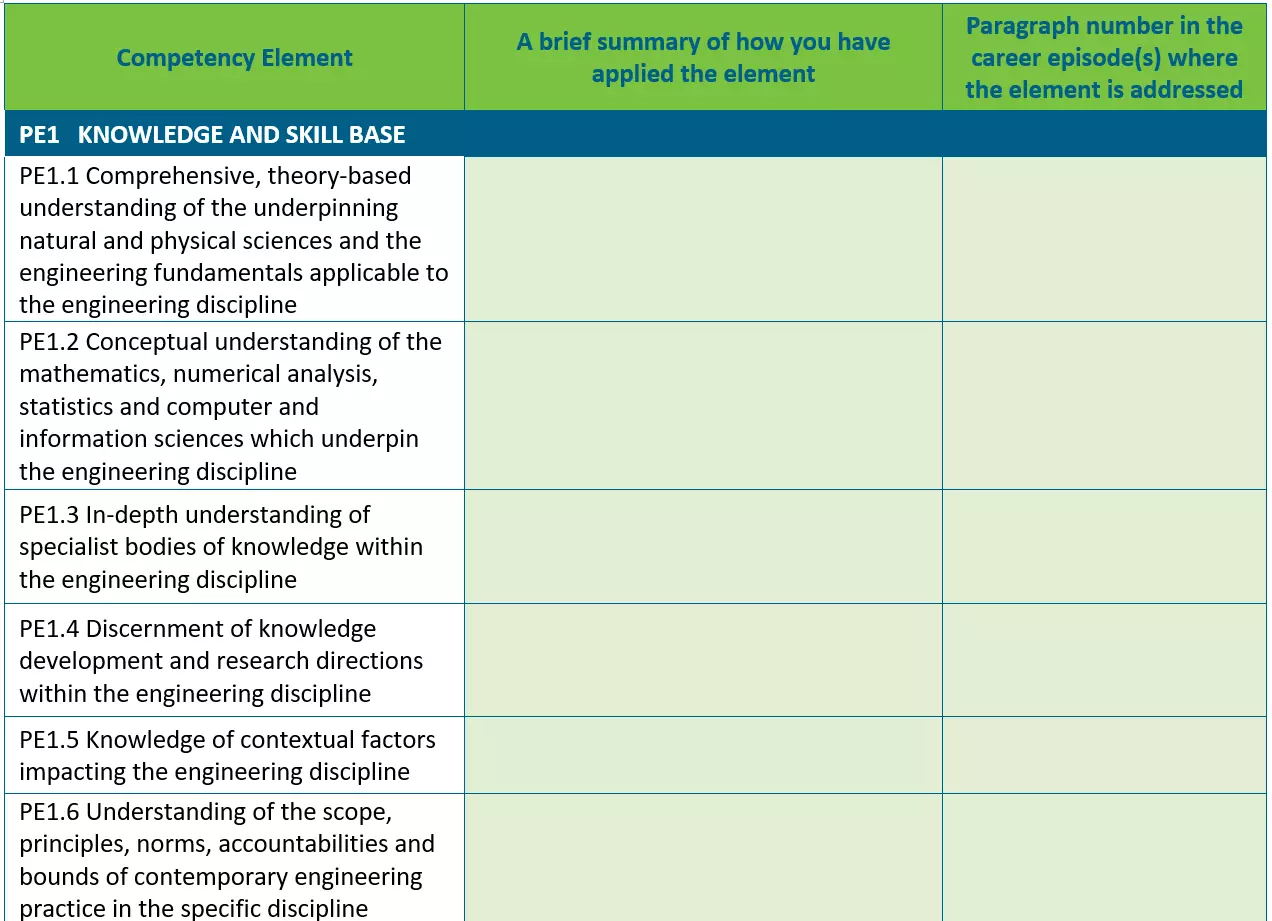 Competency Element
A brief summary of how you have
applied the element
Paragraph number in the
career episode(s) where
the element is addressed
PE1 KNOWLEDGE AND SKILL BASE
PE1.1 Comprehensive, theory-based
understanding of the underpinning
natural and physical sciences and the
engineering fundamentals applicable to
the engineering discipline
PE1.2 Conceptual understanding of the
mathematics, numerical analysis,
statistics and computer and
information sciences which underpin
the engineering discipline
PE1.3 In-depth understanding of
specialist bodies of knowledge within
the engineering discipline
PE1.4 Discernment of knowledge
development and research directions
within the engineering discipline
PE1.5 Knowledge of contextual factors
impacting the engineering discipline
PE1.6 Understanding of the scope,
principles, norms, accountabilities and
bounds of contemporary engineering
practice in the specific discipline